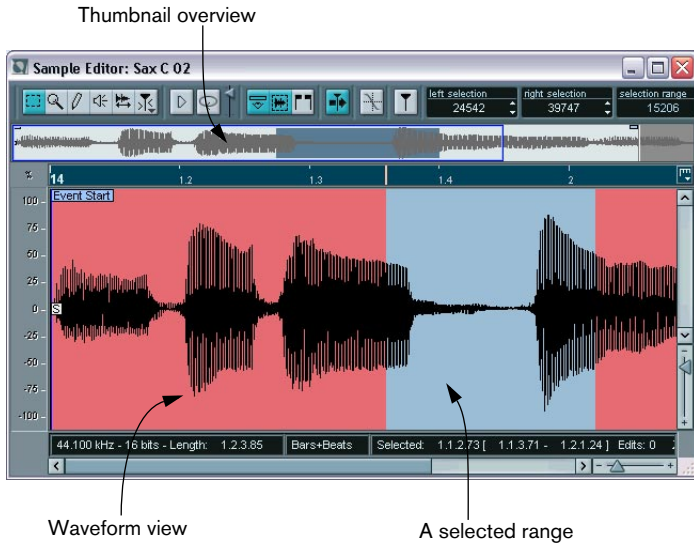 Thumbnail overview
Sample Editor: Sax C 02
left selection right selection selection range
24542 39747 15206
% 14 1.2 1.3 1.4 2
Event Start
100
75
50
25
0
S
-25
-50
-75
-100
44.100 kHz - 16 bits - Length: 1.2.3.85 Bars+Beats Selected: 1.1.2.73 [ 1.1.3.71 - 1.2.1.24 ] Edits: 0
Waveform view
A selected range